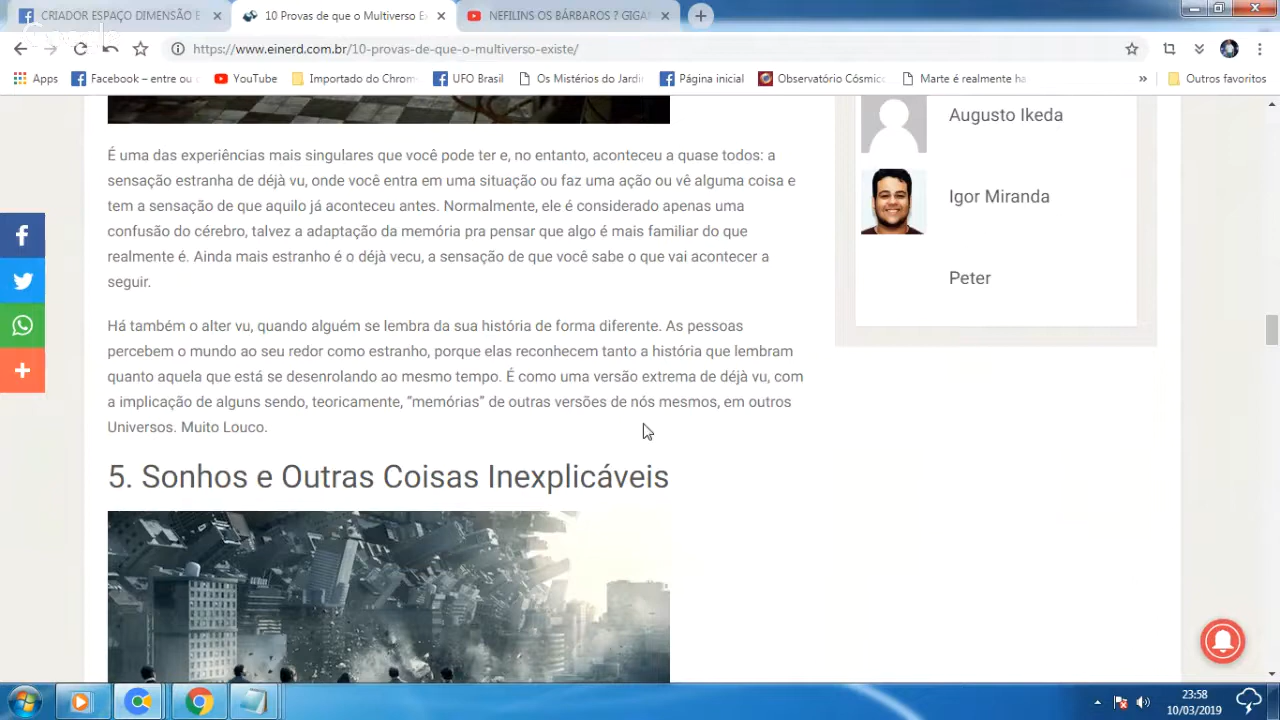 CRIADOR ESPAÇO DIMENSÃO E
10 Provas de que o Multiverso Ex
NEFILINS OS BÁRBAROS ? GIGA
https://www.einerd.com.br/10-provas-de-que-o-multiverso-existe/
Apps
Facebook – entre ou c
YouTube
Importado do Chrom
UFO Brasil
Os Mistérios do Jardin
Página inicial
Observatório Cósmico
Marte é realmente ha
»
Outros favoritos
É uma das experiências mais singulares que você pode ter e, no entanto, aconteceu a quase todos: a
sensação estranha de déjà vu, onde você entra em uma situação ou faz uma ação ou vê alguma coisa e
tem a sensação de que aquilo já aconteceu antes. Normalmente, ele é considerado apenas uma
confusão do cérebro, talvez a adaptação da memória pra pensar que algo é mais familiar do que
realmente é. Ainda mais estranho é o déjà vecu, a sensação de que você sabe o que vai acontecer a
seguir.
Há também o alter vu, quando alguém se lembra da sua história de forma diferente. As pessoas
percebem o mundo ao seu redor como estranho, porque elas reconhecem tanto a história que lembram
quanto aquela que está se desenrolando ao mesmo tempo. É como uma versão extrema de déjà vu, com
a implicação de alguns sendo, teoricamente, "memórias" de outras versões de nós mesmos, em outros
Universos. Muito Louco.
5. Sonhos e Outras Coisas Inexplicáveis
Augusto Ikeda
Igor Miranda
Peter
23:58
10/03/2019